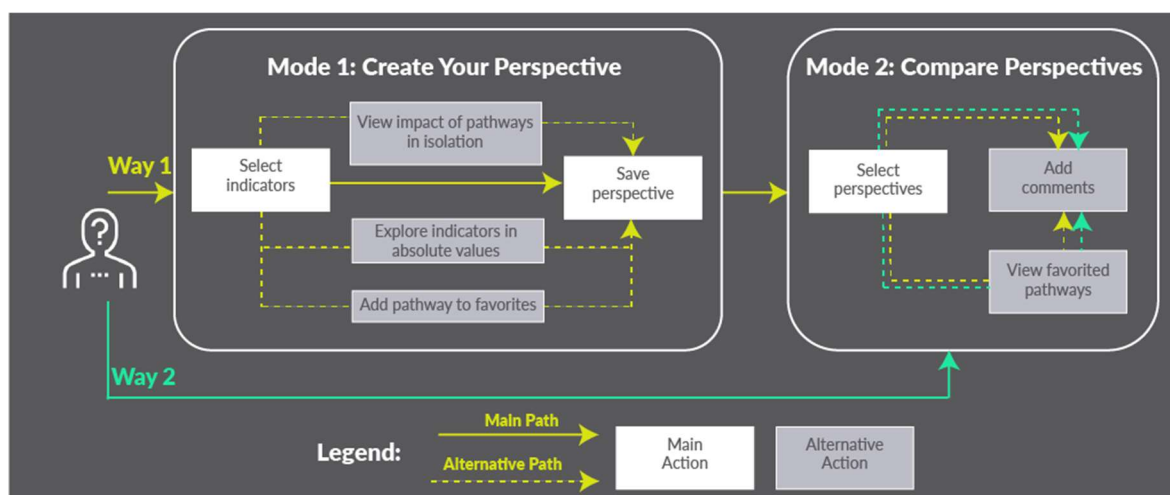 Mode 1: Create Your Perspective
View impact of pathways
in isolation
Way 1
Select
indicators
Save
perspective
Explore indicators in
absolute values
Add pathway to favorites
?
...
Way 2
Mode 2: Compare Perspectives
Select
perspectives
Add
comments
View favorited
pathways
Legend:
Main Path
Alternative Path
Main
Action
Alternative
Action